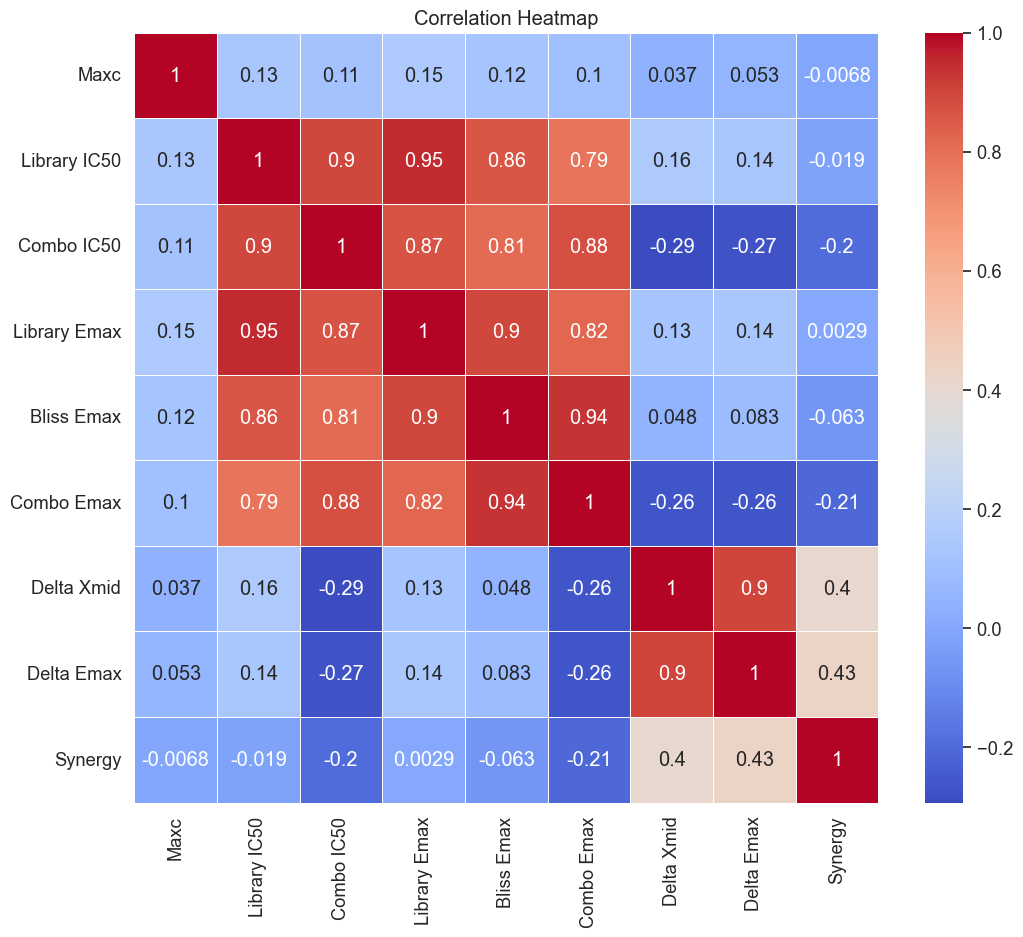 Correlation Heatmap
Maxc 1 0.13 0.11 0.15 0.12 0.1 0.037 0.053 -0.0068
Library IC50 0.13 1 0.9 0.95 0.86 0.79 0.16 0.14 -0.019
Combo IC50 0.11 0.9 1 0.87 0.81 0.88 -0.29 -0.27 -0.2
Library Emax 0.15 0.95 0.87 1 0.9 0.82 0.13 0.14 0.0029
Bliss Emax 0.12 0.86 0.81 0.9 1 0.94 0.048 0.083 -0.063
Combo Emax 0.1 0.79 0.88 0.82 0.94 1 -0.26 -0.26 -0.21
Delta Xmid 0.037 0.16 -0.29 0.13 0.048 -0.26 1 0.9 0.4
Delta Emax 0.053 0.14 -0.27 0.14 0.083 -0.26 0.9 1 0.43
Synergy -0.0068 -0.019 -0.2 0.0029 -0.063 -0.21 0.4 0.43 1
Maxc
Library IC50
Combo IC50
Library Emax
Bliss Emax
Combo Emax
Delta Xmid
Delta Emax
Synergy
1.0
0.8
0.6
0.4
0.2
0.0
−0.2